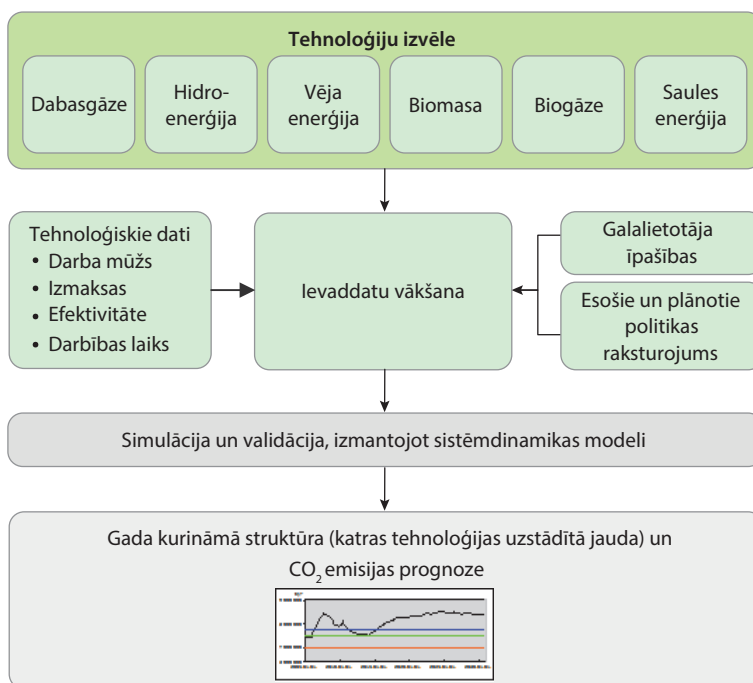 Tehnoloģiju izvēle
Dabasgāze
Hidro-
enerģija
Vēja
enerģija
Biomasa
Biogāze
Saules
enerģija
Tehnoloģiskie dati
• Darba mūžs
• Izmaksas
• Efektivitāte
• Darbības laiks
Ievaddatu vākšana
Galalietotāja
īpašības
Esošie un plānotie
politikas
raksturojums
Simulācija un validācija, izmantojot sistēmdinamikas modeli
Gada kurināmā struktūra (katras tehnoloģijas uzstādītā jauda) un
CO₂ emisijas prognoze